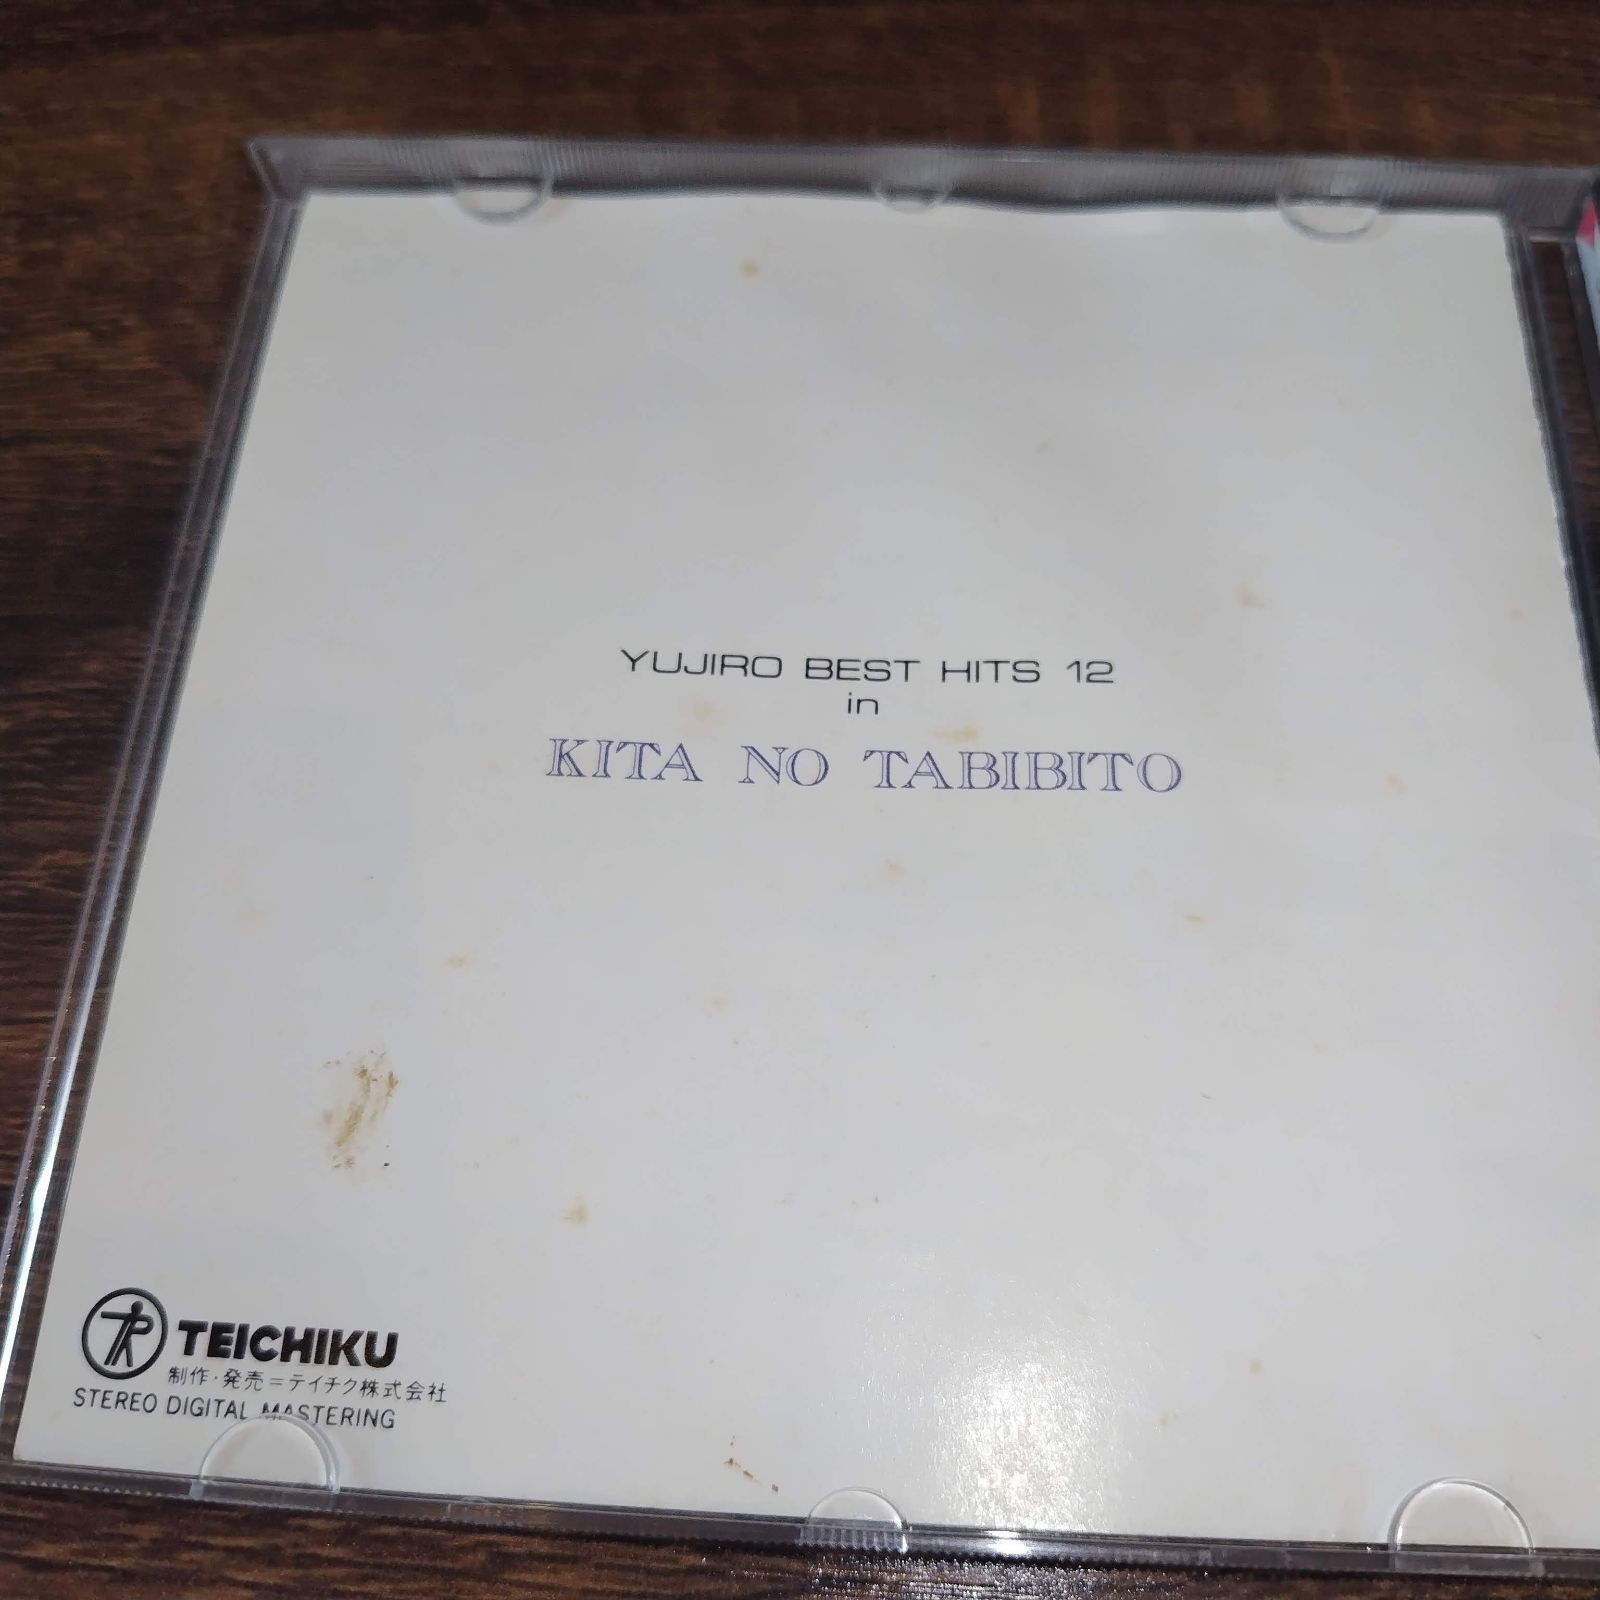 YUJIRO BEST HITS 12
in
KITA NO TABIBITO
TEICHIKU
制作・発売=テイチク株式会社
STEREO DIGITAL MASTERING